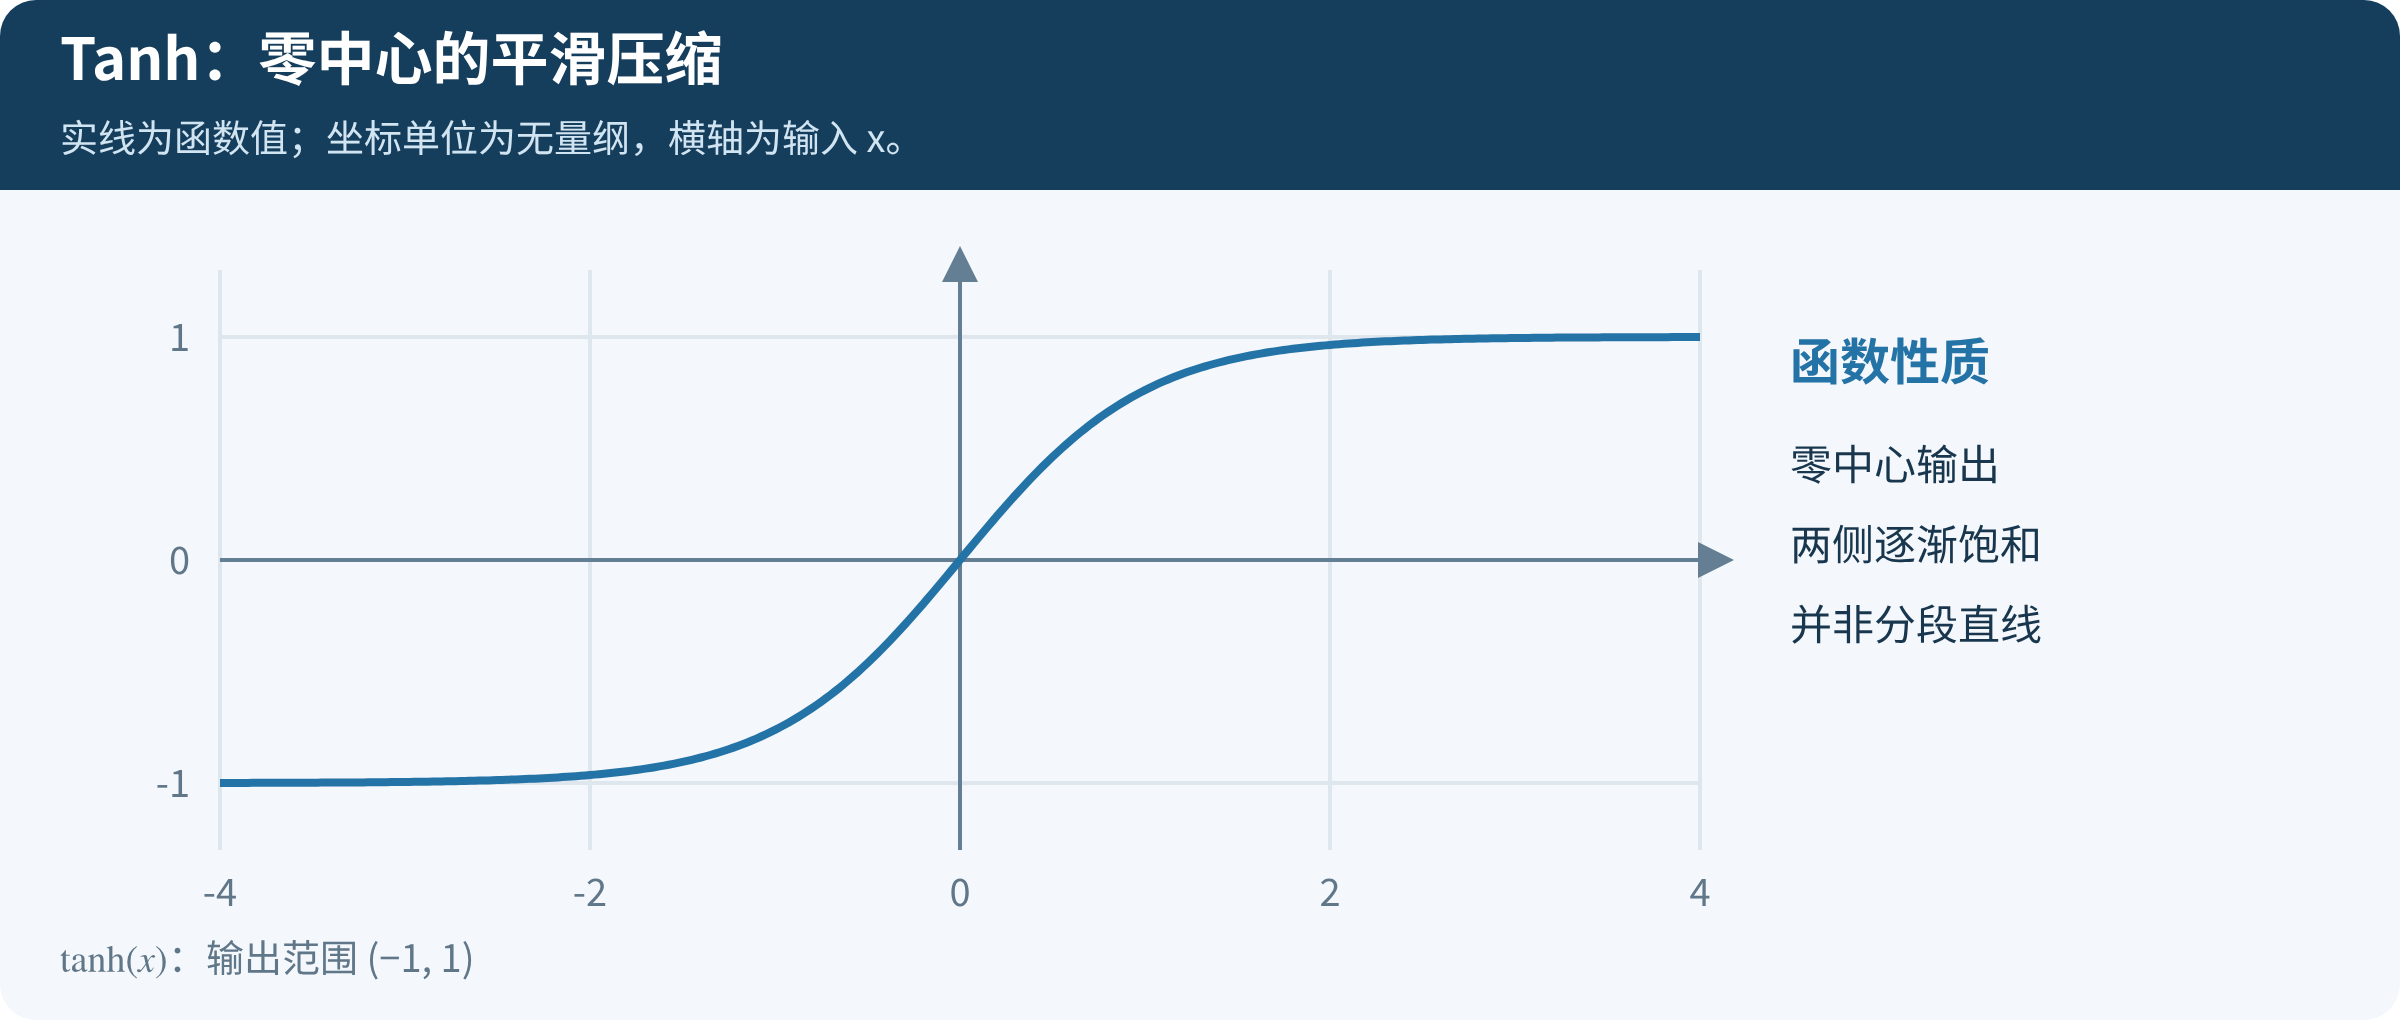 Tanh：零中心的平滑压缩
实线为函数值；坐标单位为无量纲，横轴为输入 x。
1
0
-1
-4
-2
0
2
4
函数性质
零中心输出
两侧逐渐饱和
并非分段直线
tanh(x)：输出范围 (−1, 1)